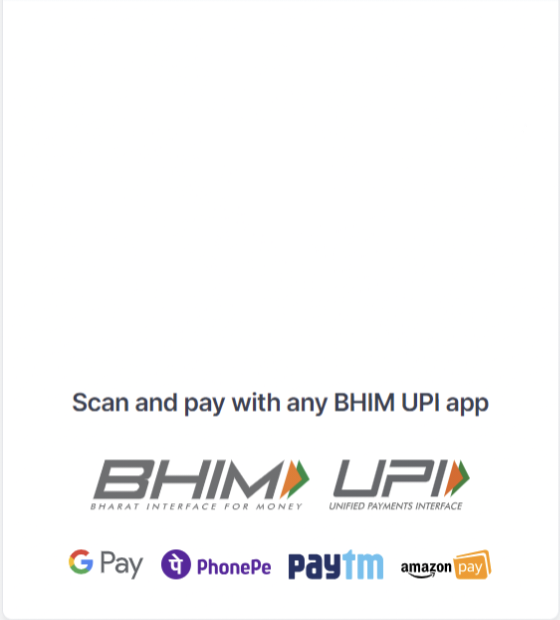 Scan and pay with any BHIM UPI app
BHIM UPI
BHARAT INTERFACE FOR MONEY UNIFIED PAYMENTS INTERFACE
G Pay पे PhonePe paytm amazon pay